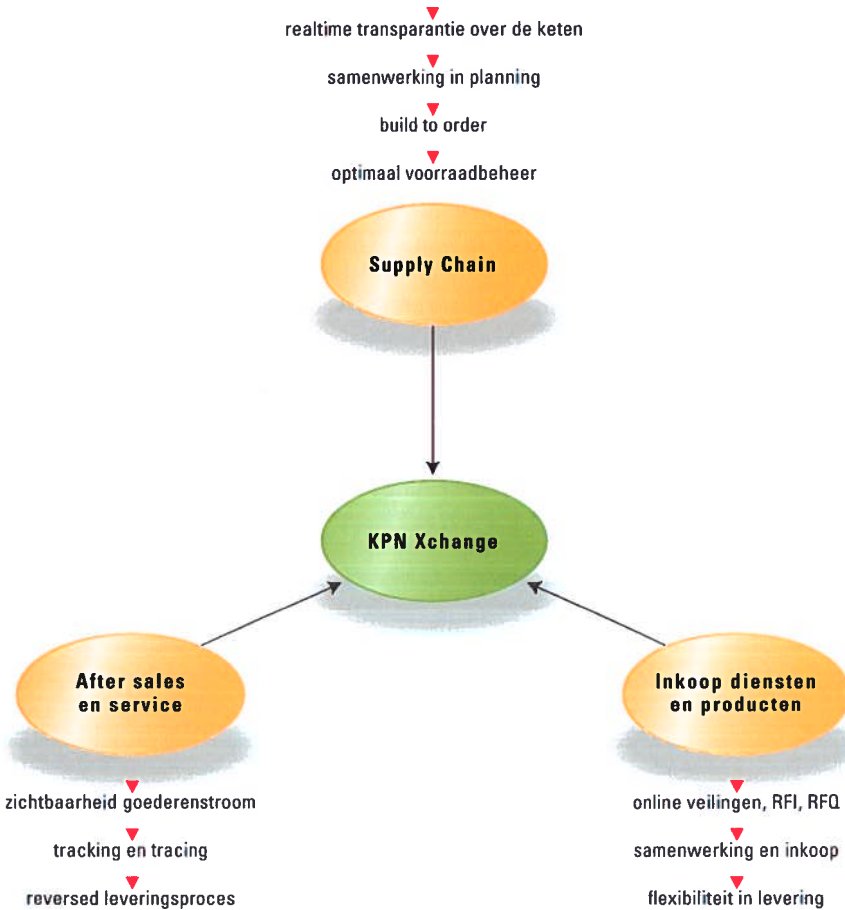 realtime transparantie over de keten
samenwerking in planning
build to order
optimaal voorraadbeheer
Supply Chain
KPN Xchange
After sales
en service
zichtbaarheid goederenstroom
tracking en tracing
reversed leveringsproces
Inkoop diensten
en producten
online veilingen, RFI, RFQ
samenwerking en inkoop
flexibiliteit in levering